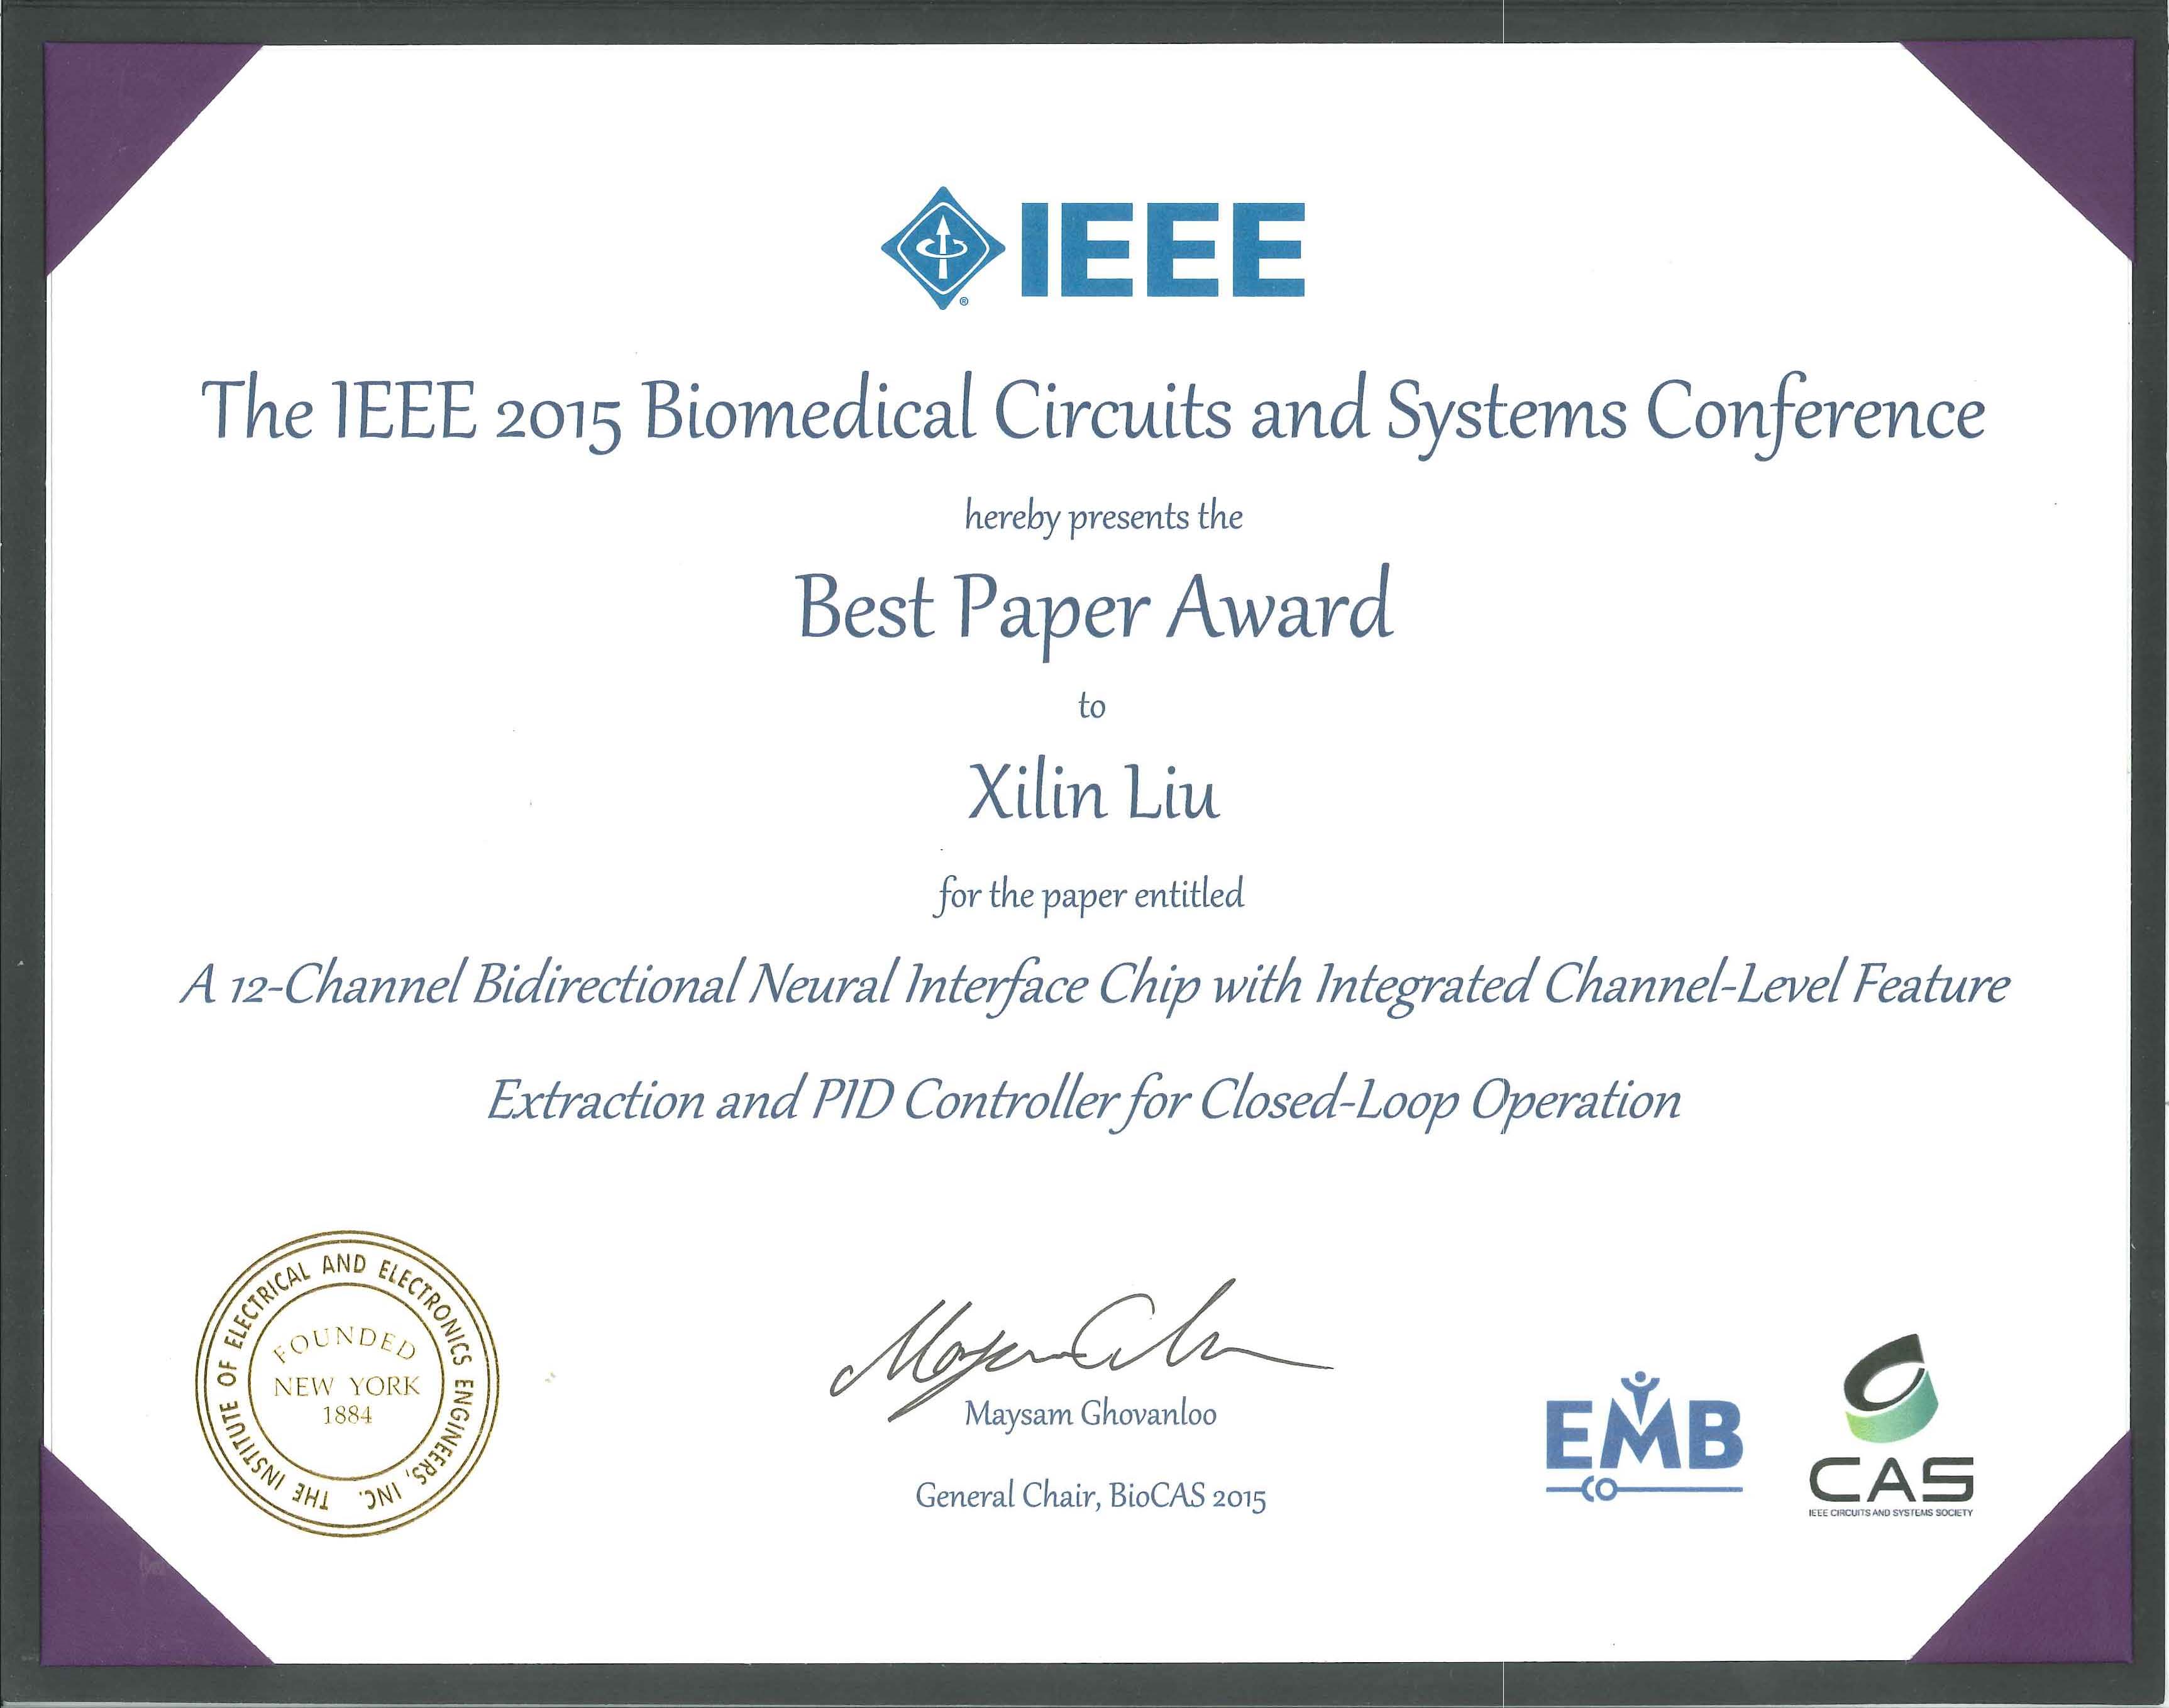 IEEE
®
The IEEE 2015 Biomedical Circuits and Systems Conference
hereby presents the
Best Paper Award
to
Xilin Liu
for the paper entitled
A 12-Channel Bidirectional Neural Interface Chip with Integrated Channel-Level Feature
Extraction and PID Controller for Closed-Loop Operation
THE INSTITUTE OF ELECTRICAL AND ELECTRONICS ENGINEERS, INC.
FOUNDED
NEW YORK
1884
Maysam Ghovanloo
General Chair, BioCAS 2015
EMB
CAS
IEEE CIRCUITS AND SYSTEMS SOCIETY